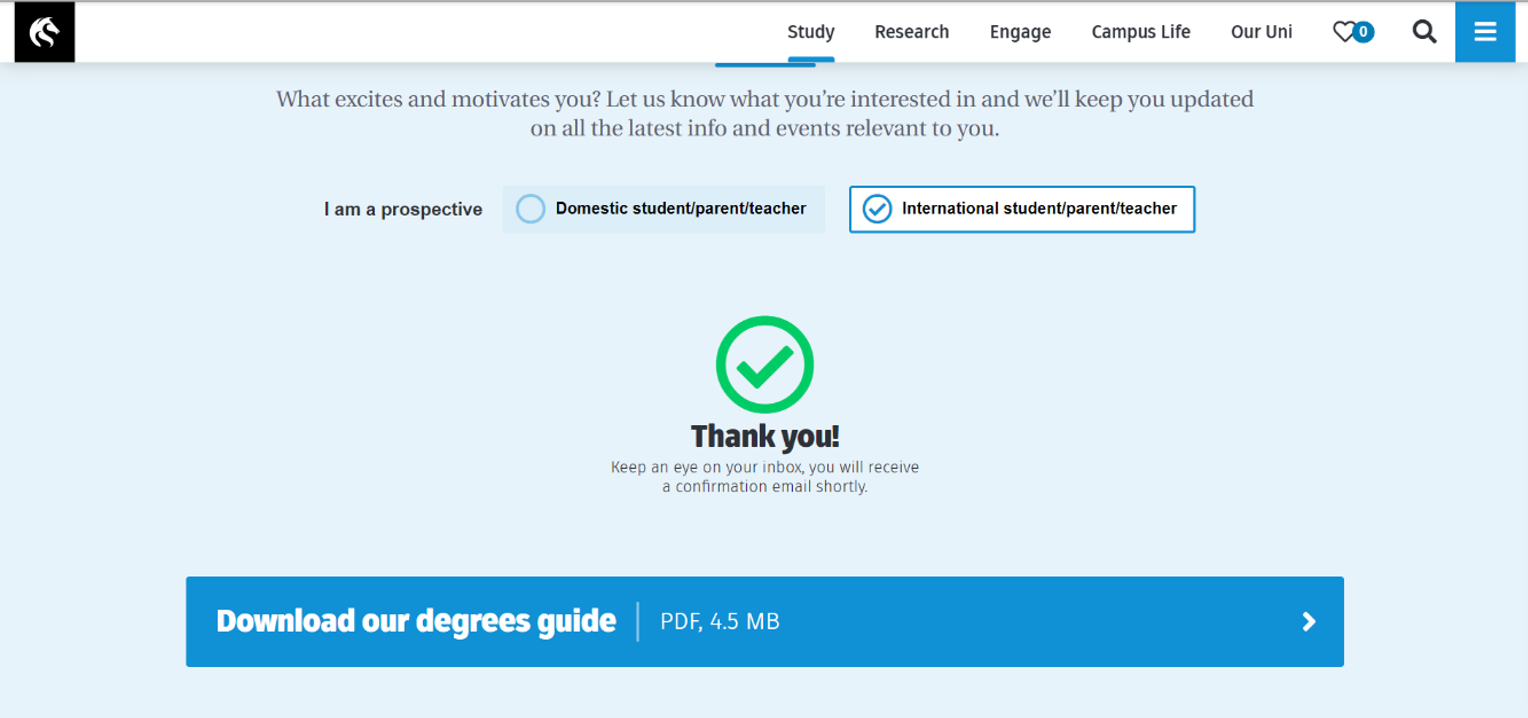 Study Research Engage Campus Life Our Uni 0
What excites and motivates you? Let us know what you’re interested in and we’ll keep you updated
on all the latest info and events relevant to you.
I am a prospective Domestic student/parent/teacher International student/parent/teacher
Thank you!
Keep an eye on your inbox, you will receive
a confirmation email shortly.
Download our degrees guide PDF, 4.5 MB